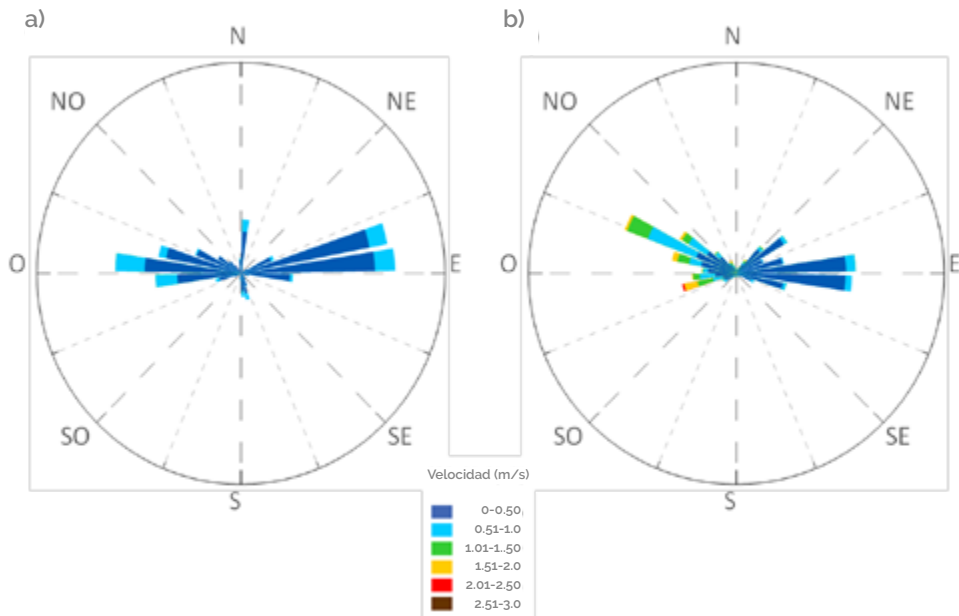 a)
b)
N
NO
NE
O
E
SO
SE
S
N
NO
NE
O
E
SO
SE
S
Velocidad (m/s)
0-0.50
0.51-1.0
1.01-1..50
1.51-2.0
2.01-2.50
2.51-3.0